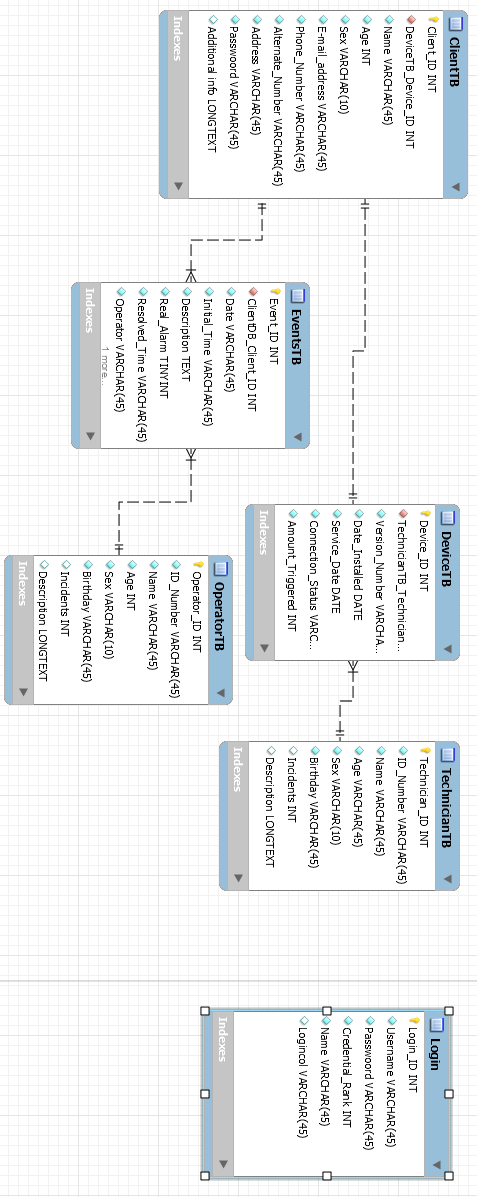 ClientTB
Client_ID INT
DeviceTB_Device_ID INT
Name VARCHAR(45)
Age INT
Sex VARCHAR(10)
E-mail_address VARCHAR(45)
Phone_Number VARCHAR(45)
Alternate_Number VARCHAR(45)
Address VARCHAR(45)
Passwoord VARCHAR(45)
Additional info LONGTEXT
Indexes
EventsTB
Event_ID INT
ClientDB_Client_ID INT
Date VARCHAR(45)
Initial_Time VARCHAR(45)
Description TEXT
Real_Alarm TINYINT
Resolved_Time VARCHAR(45)
Operator VARCHAR(45)
1 more...
Indexes
DeviceTB
Device_ID INT
TechnicianTB_Technician...
Version_Number VARCHA...
Date_Installed DATE
Service_Date DATE
Connection_Status VARC...
Amount_Triggered INT
Indexes
OperatorTB
Operator_ID INT
ID_Number VARCHAR(45)
Name VARCHAR(45)
Age INT
Sex VARCHAR(10)
Birthday VARCHAR(45)
Incidents INT
Description LONGTEXT
Indexes
TechnicianTB
Technician_ID INT
ID_Number VARCHAR(45)
Name VARCHAR(45)
Age VARCHAR(45)
Sex VARCHAR(10)
Birthday VARCHAR(45)
Incidents INT
Description LONGTEXT
Indexes
Login
Login_ID INT
Username VARCHAR(45)
Passwoord VARCHAR(45)
Credential_Rank INT
Name VARCHAR(45)
Logincol VARCHAR(45)
Indexes